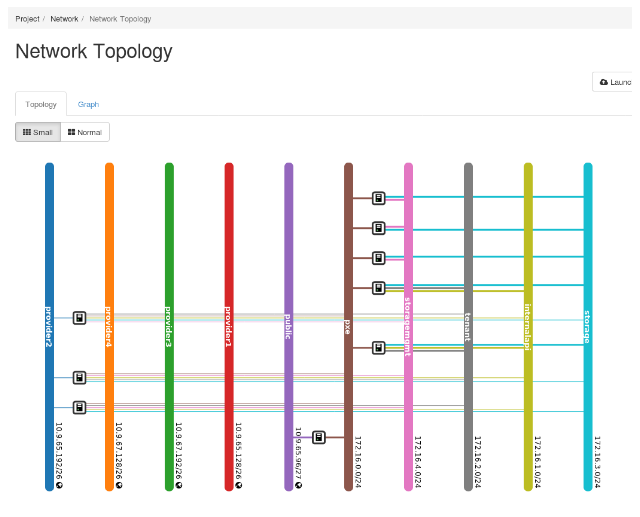 Project / Network / Network Topology
Network Topology
Launc
Topology Graph
Small Normal
provider2
provider4
provider3
provider1
public
pxe
storagemgmt
tenant
internalapi
storage
10.9.65.192/26
10.9.67.128/26
10.9.67.192/26
10.9.65.128/26
10.9.65.96/27
172.16.0.0/24
172.16.4.0/24
172.16.2.0/24
172.16.1.0/24
172.16.3.0/24